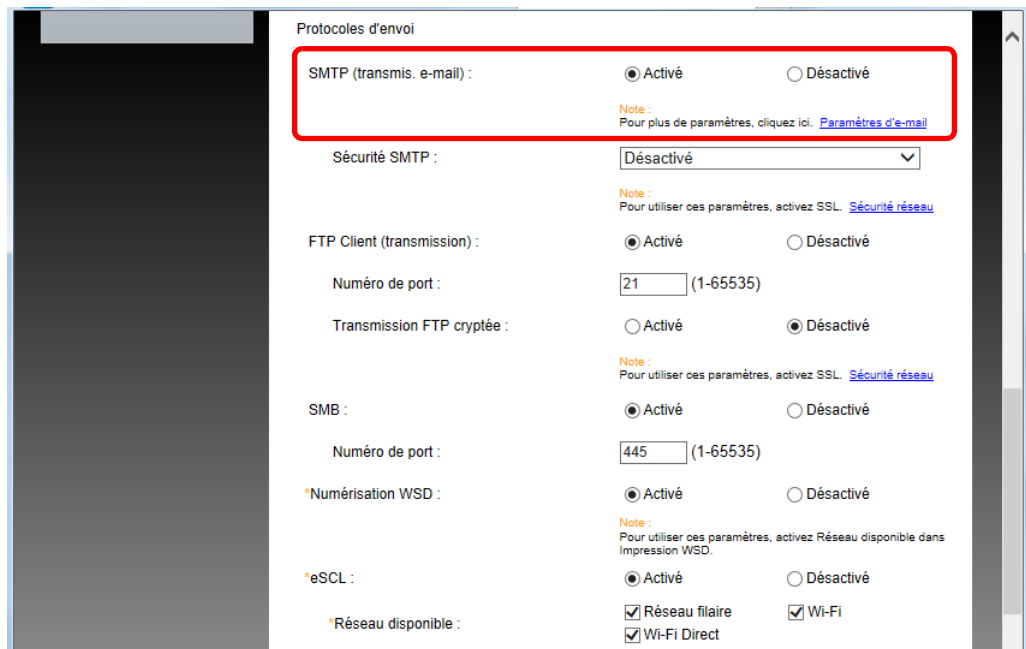 Protocoles d'envoi
SMTP (transmis. e-mail) : Activé Désactivé
Note :
Pour plus de paramètres, cliquez ici. Paramètres d'e-mail
Sécurité SMTP : Désactivé
Note :
Pour utiliser ces paramètres, activez SSL. Sécurité réseau
FTP Client (transmission) : Activé Désactivé
Numéro de port : 21 (1-65535)
Transmission FTP cryptée : Activé Désactivé
Note :
Pour utiliser ces paramètres, activez SSL. Sécurité réseau
SMB : Activé Désactivé
Numéro de port : 445 (1-65535)
*Numérisation WSD : Activé Désactivé
Note :
Pour utiliser ces paramètres, activez Réseau disponible dans
Impression WSD.
*eSCL : Activé Désactivé
*Réseau disponible : Réseau filaire Wi-Fi
Wi-Fi Direct